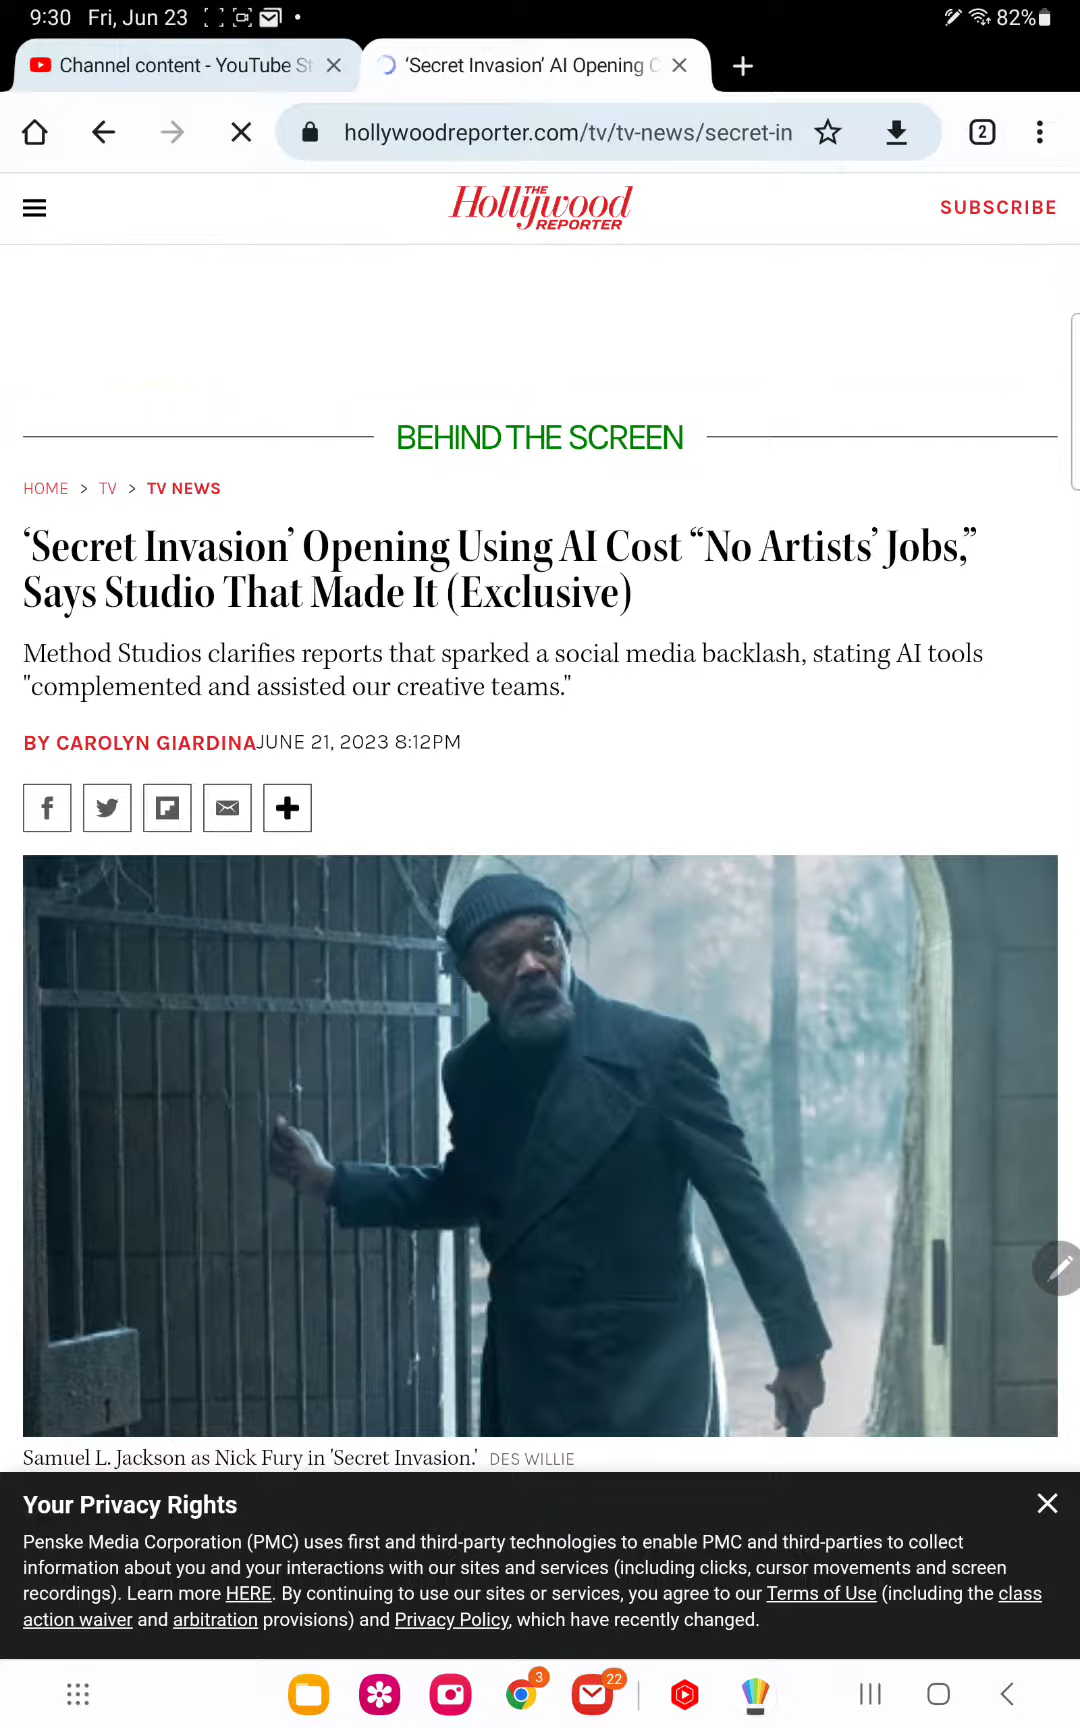 9:30 Fri, Jun 23
82%
Channel content - YouTube St
‘Secret Invasion’ AI Opening C
hollywoodreporter.com/tv/tv-news/secret-in
2
THE
Hollywood
REPORTER
SUBSCRIBE
BEHIND THE SCREEN
HOME > TV > TV NEWS
‘Secret Invasion’ Opening Using AI Cost “No Artists’ Jobs,”
Says Studio That Made It (Exclusive)
Method Studios clarifies reports that sparked a social media backlash, stating AI tools
"complemented and assisted our creative teams."
BY CAROLYN GIARDINA JUNE 21, 2023 8:12PM
Samuel L. Jackson as Nick Fury in 'Secret Invasion.' DES WILLIE
Your Privacy Rights
Penske Media Corporation (PMC) uses first and third-party technologies to enable PMC and third-parties to collect
information about you and your interactions with our sites and services (including clicks, cursor movements and screen
recordings). Learn more HERE. By continuing to use our sites or services, you agree to our Terms of Use (including the class
action waiver and arbitration provisions) and Privacy Policy, which have recently changed.
3
22